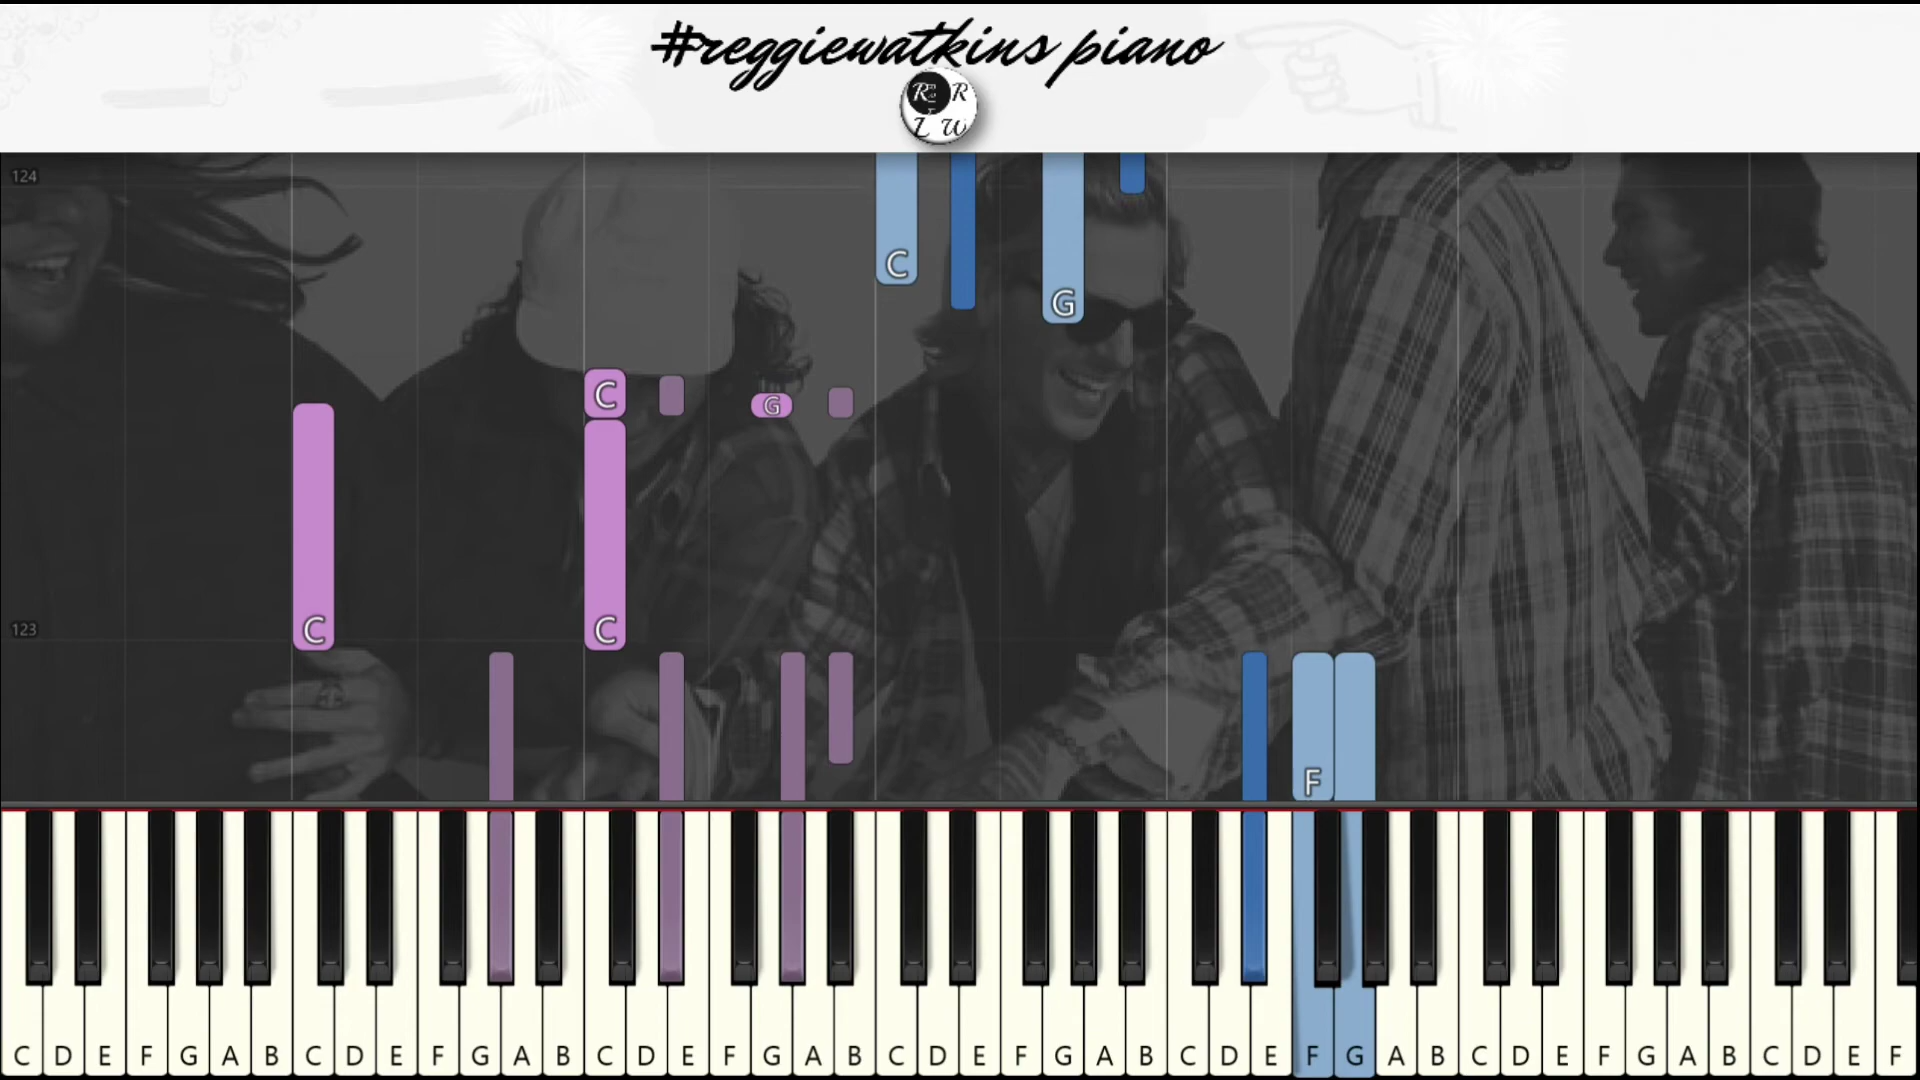 #reggiewatkins piano
R R
L W
124
C G
C G
C C
123
F
C D E F G A B C D E F G A B C D E F G A B C D E F G A B C D E F G A B C D E F G A B C D E F